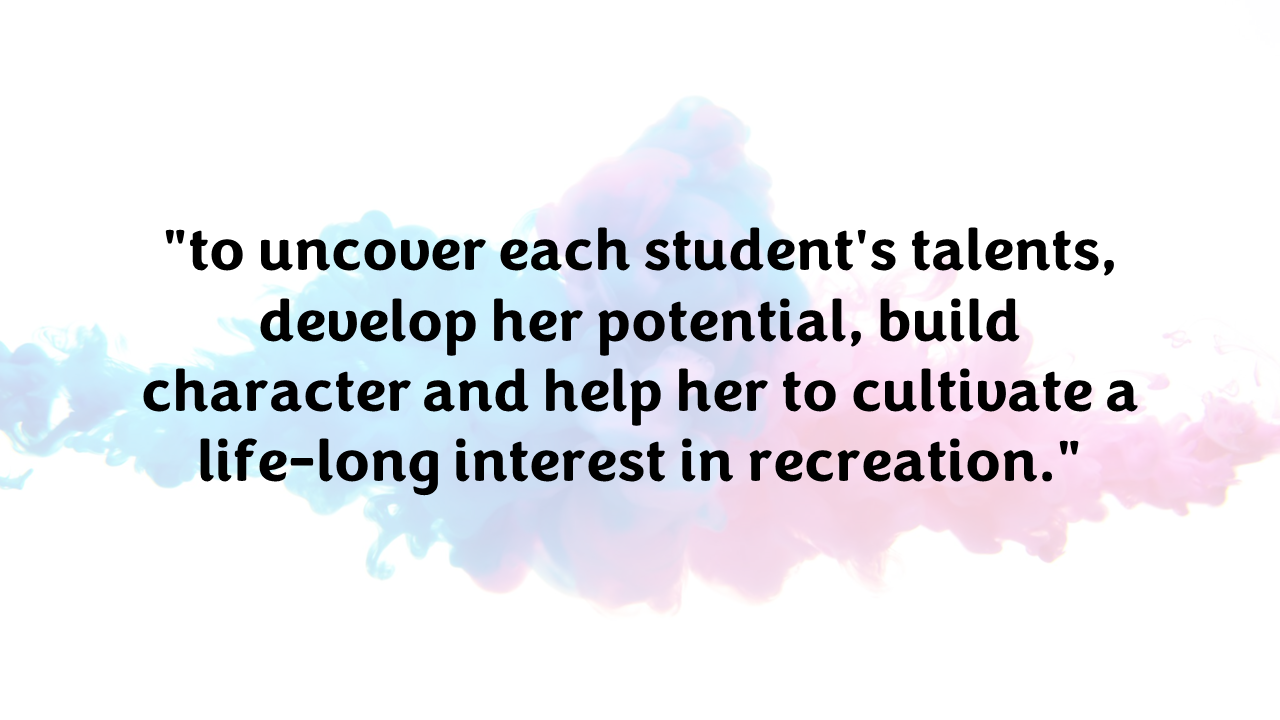 "to uncover each student's talents,
develop her potential, build
character and help her to cultivate a
life-long interest in recreation."